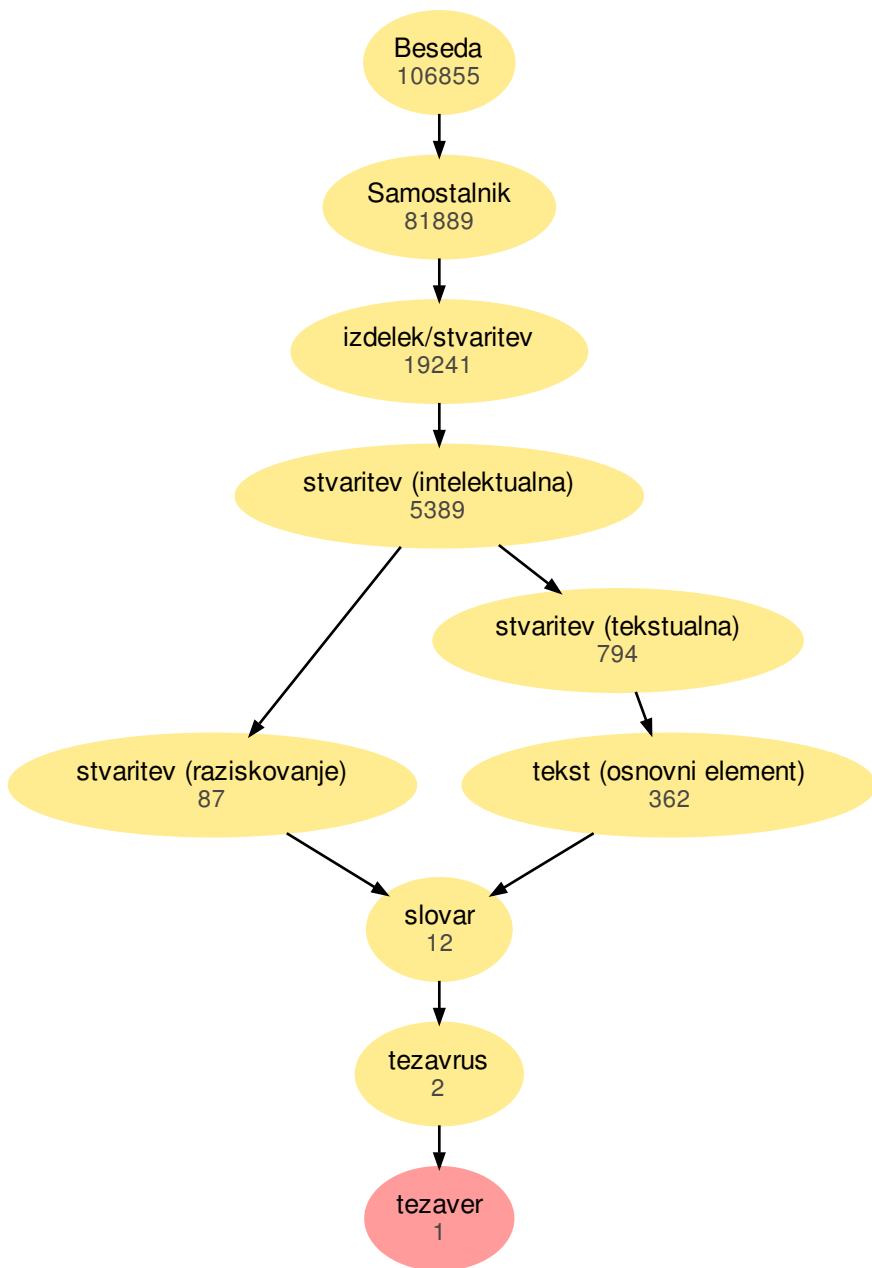 Beseda
106855
Samostalnik
81889
izdelek/stvaritev
19241
stvaritev (intelektualna)
5389
stvaritev (tekstualna)
794
stvaritev (raziskovanje)
87
tekst (osnovni element)
362
slovar
12
tezavrus
2
tezaver
1